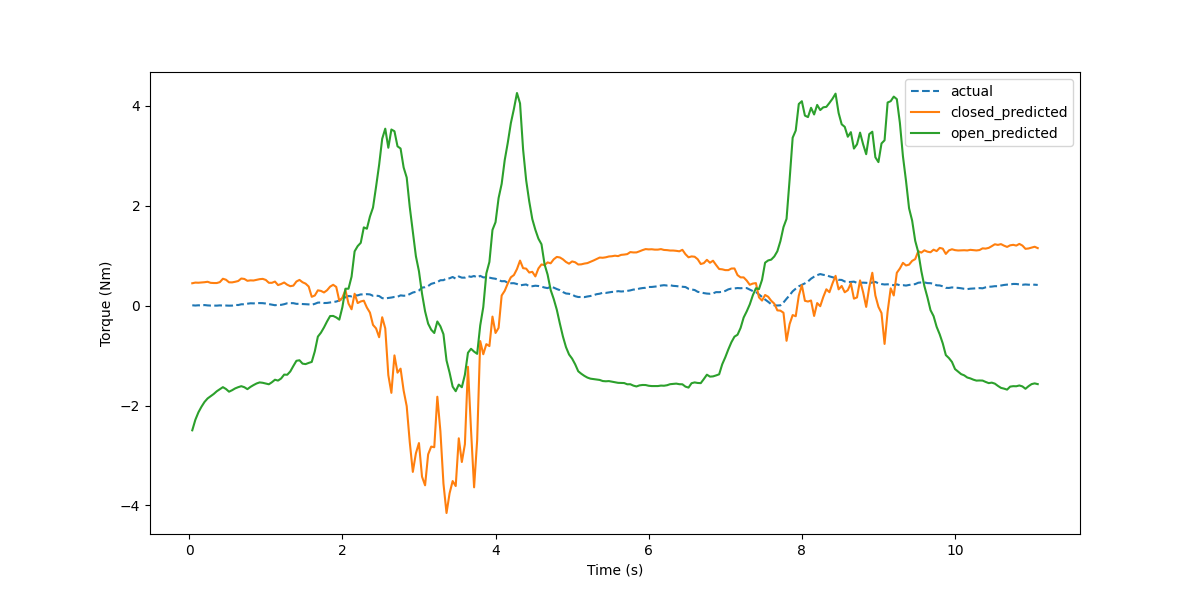 actual
closed_predicted
open_predicted
4
2
0
−2
−4
Torque (Nm)
0
2
4
6
8
10
Time (s)